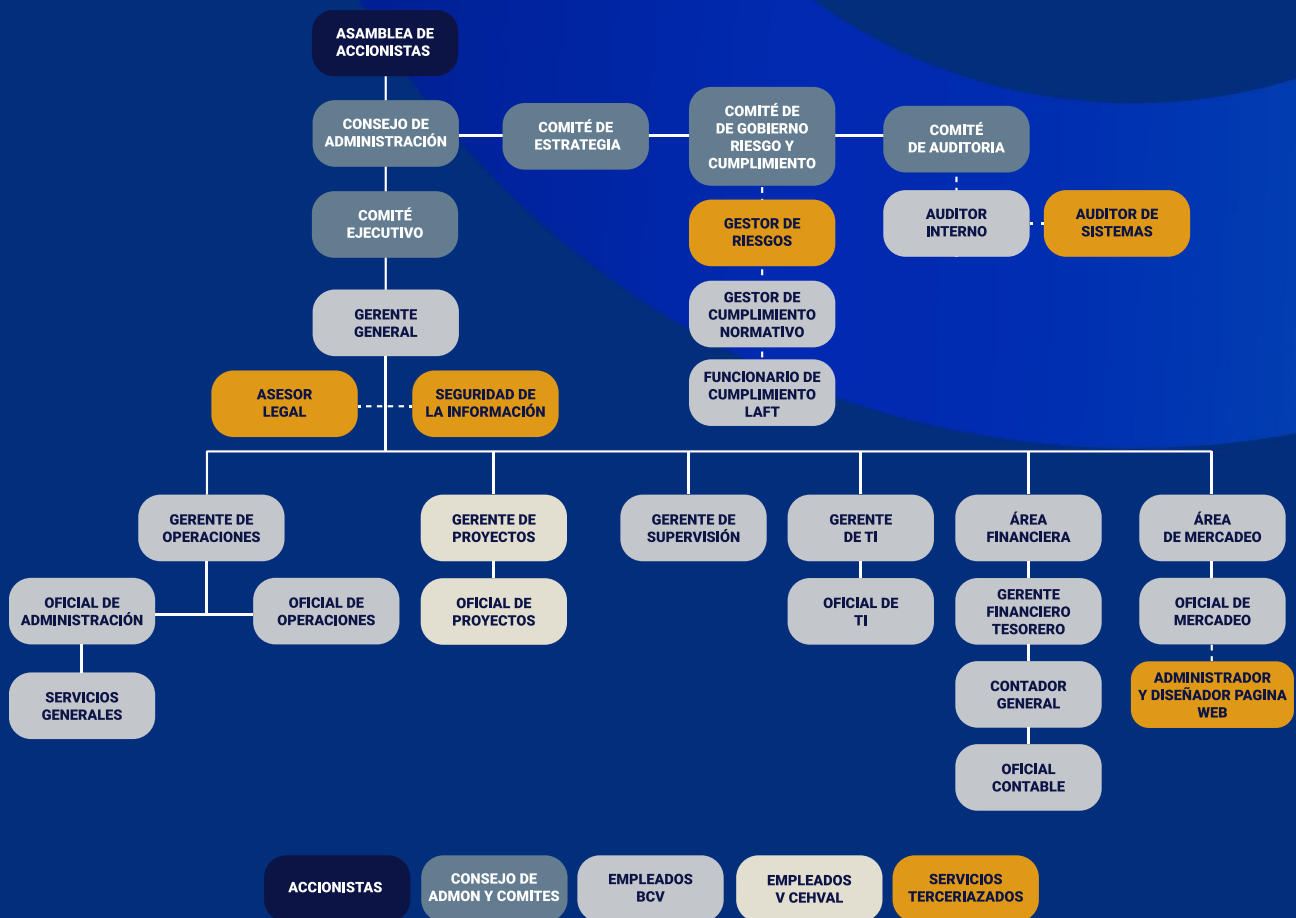 ASAMBLEA DE
ACCIONISTAS
CONSEJO DE
ADMINISTRACIÓN
COMITÉ DE
ESTRATEGIA
COMITÉ DE
DE GOBIERNO
RIESGO Y
CUMPLIMIENTO
COMITÉ
DE AUDITORIA
COMITÉ
EJECUTIVO
GESTOR DE
RIESGOS
AUDITOR
INTERNO
AUDITOR DE
SISTEMAS
GERENTE
GENERAL
GESTOR DE
CUMPLIMIENTO
NORMATIVO
ASESOR
LEGAL
SEGURIDAD DE
LA INFORMACIÓN
FUNCIONARIO DE
CUMPLIMIENTO
LAFT
GERENTE DE
OPERACIONES
GERENTE DE
PROYECTOS
GERENTE DE
SUPERVISIÓN
GERENTE
DE TI
ÁREA
FINANCIERA
ÁREA
DE MERCADEO
OFICIAL DE
ADMINISTRACIÓN
OFICIAL DE
OPERACIONES
OFICIAL DE
PROYECTOS
OFICIAL DE
TI
GERENTE
FINANCIERO
TESORERO
OFICIAL DE
MERCADEO
SERVICIOS
GENERALES
CONTADOR
GENERAL
ADMINISTRADOR
Y DISEÑADOR PAGINA
WEB
OFICIAL
CONTABLE
ACCIONISTAS
CONSEJO DE
ADMON Y COMITES
EMPLEADOS
BCV
EMPLEADOS
V CEHVAL
SERVICIOS
TERCERIAZADOS